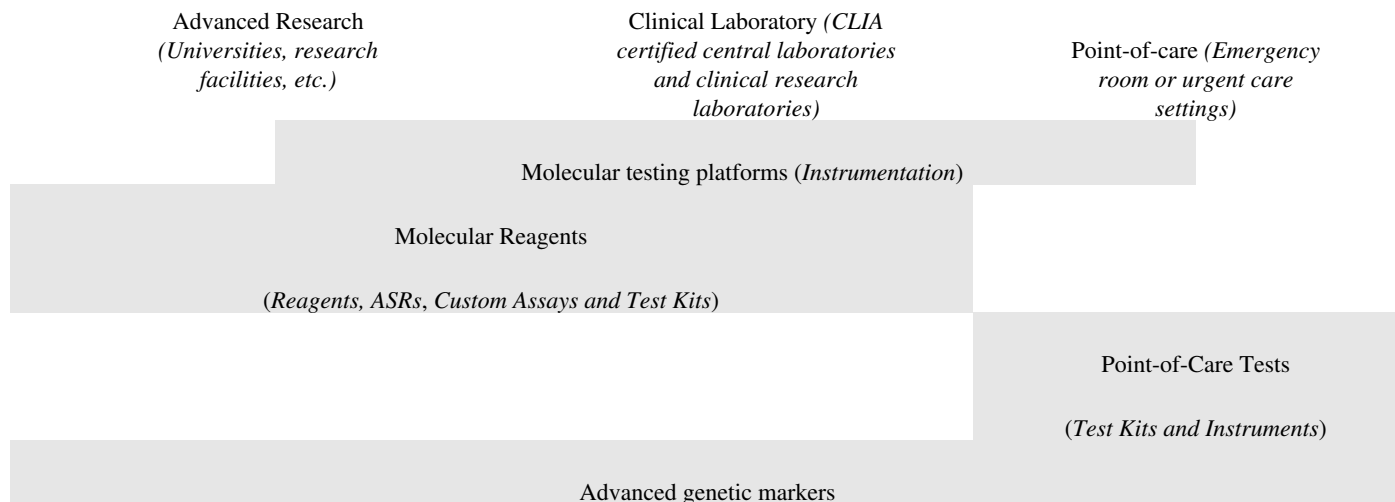 Advanced Research
(Universities, research
facilities, etc.)
Clinical Laboratory (CLIA
certified central laboratories
and clinical research
laboratories)
Point-of-care (Emergency
room or urgent care
settings)
Molecular testing platforms (Instrumentation)
Molecular Reagents
(Reagents, ASRs, Custom Assays and Test Kits)
Point-of-Care Tests
(Test Kits and Instruments)
Advanced genetic markers